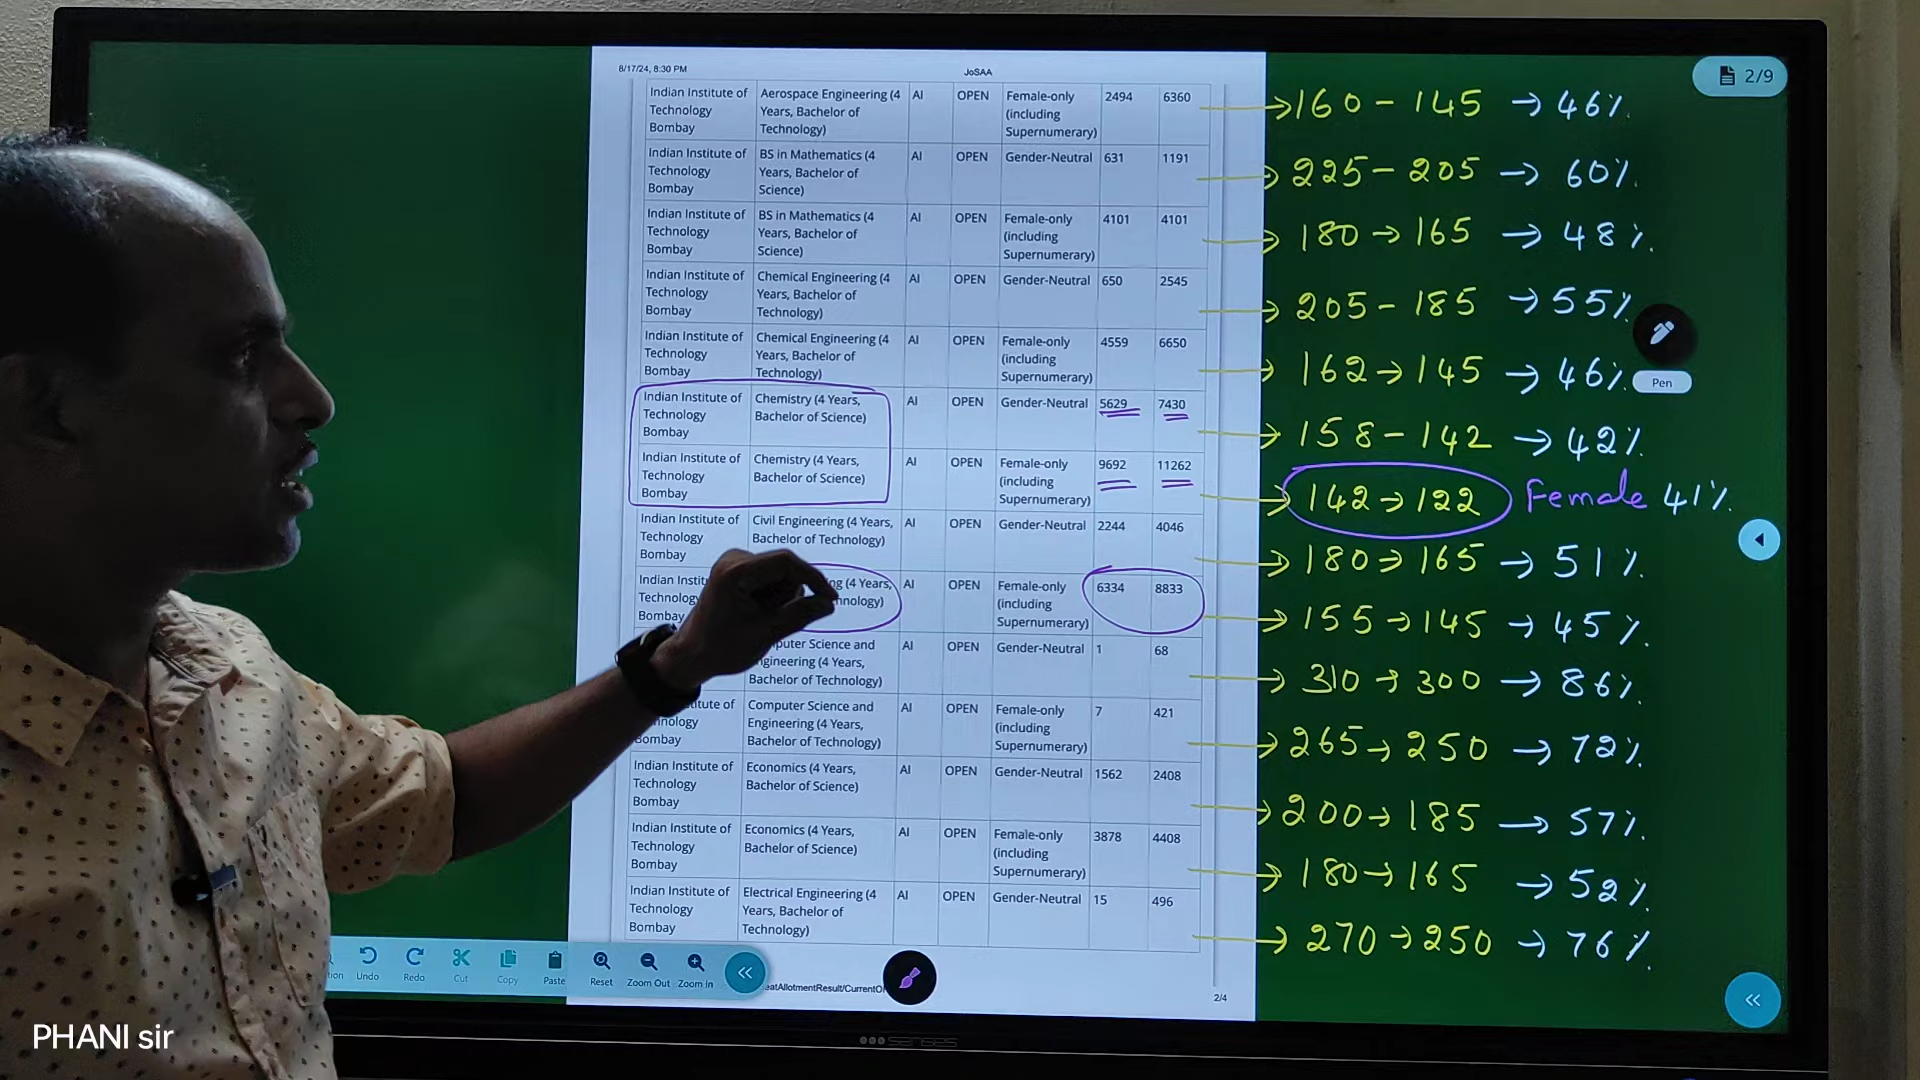 8/17/24, 8:30 PM
JoSAA
2/9
Indian Institute of Technology Bombay Aerospace Engineering (4 Years, Bachelor of Technology) AI OPEN Female-only (including Supernumerary) 2494 6360 → 160 - 145 → 46%.
Indian Institute of Technology Bombay BS in Mathematics (4 Years, Bachelor of Science) AI OPEN Gender-Neutral 631 1191 → 225 - 205 → 60%.
Indian Institute of Technology Bombay BS in Mathematics (4 Years, Bachelor of Science) AI OPEN Female-only (including Supernumerary) 4101 4101 → 180 → 165 → 48%.
Indian Institute of Technology Bombay Chemical Engineering (4 Years, Bachelor of Technology) AI OPEN Gender-Neutral 650 2545 → 205 - 185 → 55%.
Indian Institute of Technology Bombay Chemical Engineering (4 Years, Bachelor of Technology) AI OPEN Female-only (including Supernumerary) 4559 6650 → 162 → 145 → 46%.
Pen
Indian Institute of Technology Bombay Chemistry (4 Years, Bachelor of Science) AI OPEN Gender-Neutral 5629 7430 → 158 - 142 → 42%.
Indian Institute of Technology Bombay Chemistry (4 Years, Bachelor of Science) AI OPEN Female-only (including Supernumerary) 9692 11262 → 142 → 122 Female 41%.
Indian Institute of Technology Bombay Civil Engineering (4 Years, Bachelor of Technology) AI OPEN Gender-Neutral 2244 4046 → 180 → 165 → 51%.
Indian Bombay (4 Years, AI OPEN Female-only (including Supernumerary) 6334 8833 → 155 → 145 → 45%.
Science and (4 Years, Bachelor of Technology) AI OPEN Gender-Neutral 1 68 → 310 → 300 → 86%.
of Computer Science and Engineering (4 Years, Bachelor of Technology) AI OPEN Female-only (including Supernumerary) 7 421 → 265 → 250 → 72%.
Indian Institute of Technology Bombay Economics (4 Years, Bachelor of Science) AI OPEN Gender-Neutral 1562 2408 → 200 → 185 → 57%.
Indian Institute of Technology Bombay Economics (4 Years, Bachelor of Science) AI OPEN Female-only (including Supernumerary) 3878 4408 → 180 → 165 → 52%.
Indian Institute of Technology Bombay Electrical Engineering (4 Years, Bachelor of Technology) AI OPEN Gender-Neutral 15 496 → 270 → 250 → 76%.
Undo Redo Cut Copy Paste Reset Zoom Out Zoom In
2/4
PHANI sir
senses